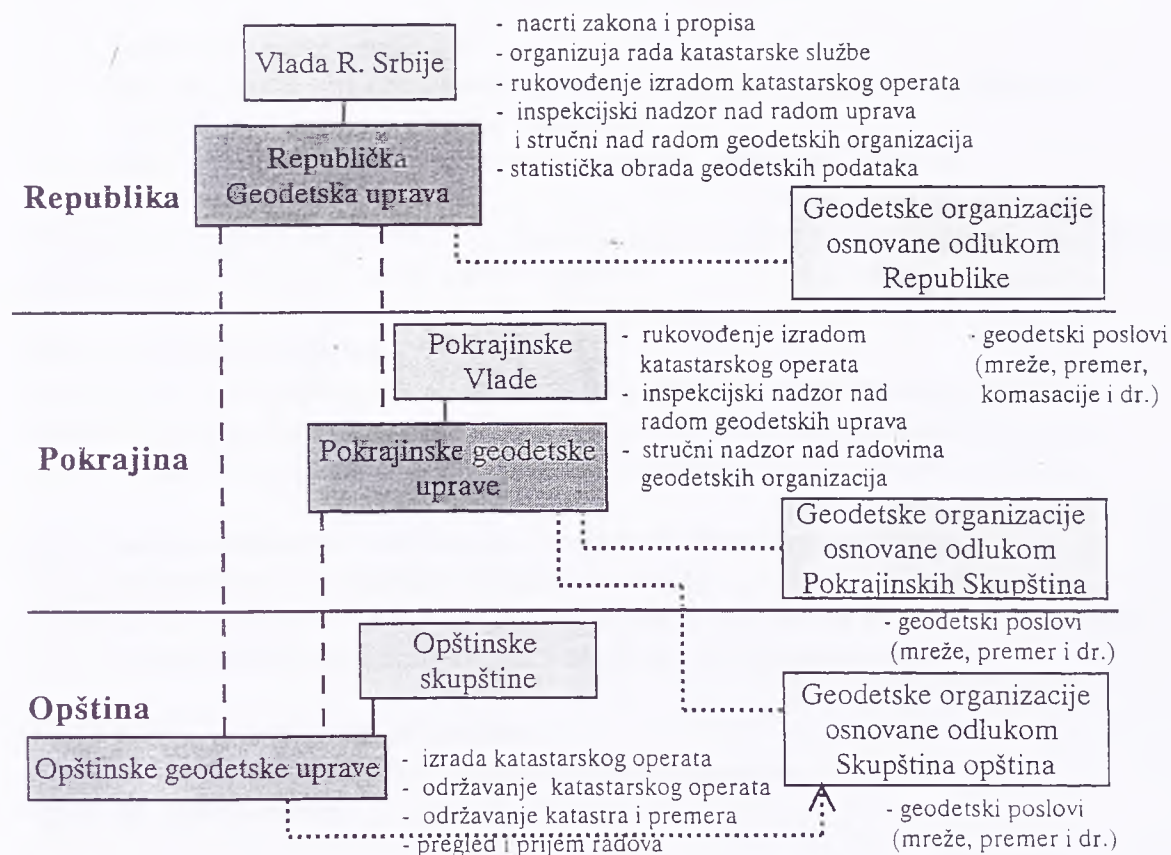 Vlada R. Srbije
- nacrti zakona i propisa
- organizuja rada katastarske službe
- rukovođenje izradom katastarskog operata
- inspekcijski nadzor nad radom uprava
i stručni nad radom geodetskih organizacija
- statistička obrada geodetskih podataka
Republika
Republička
Geodetska uprava
Geodetske organizacije
osnovane odlukom
Republike
Pokrajinske
Vlade
- rukovođenje izradom
katastarskog operata
- inspekcijski nadzor nad
radom geodetskih uprava
- stručni nadzor nad radovima
geodetskih organizacija
- geodetski poslovi
(mreže, premer,
komasacije i dr.)
Pokrajina
Pokrajinske geodetske
uprave
Geodetske organizacije
osnovane odlukom
Pokrajinskih Skupština
- geodetski poslovi
(mreže, premer i dr.)
Opštinske
skupštine
Opština
Geodetske organizacije
osnovane odlukom
Skupština opština
Opštinske geodetske uprave
- izrada katastarskog operata
- održavanje katastarskog operata
- održavanje katastra i premera
- pregled i prijem radova
- geodetski poslovi
(mreže, premer i dr.)